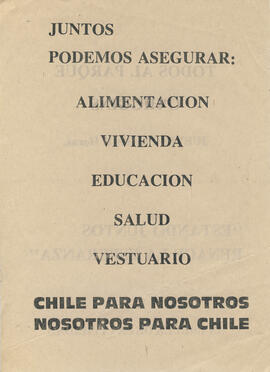 JUNTOS
PODEMOS ASEGURAR:
ALIMENTACION
VIVIENDA
EDUCACION
SALUD
VESTUARIO
CHILE PARA NOSOTROS
NOSOTROS PARA CHILE